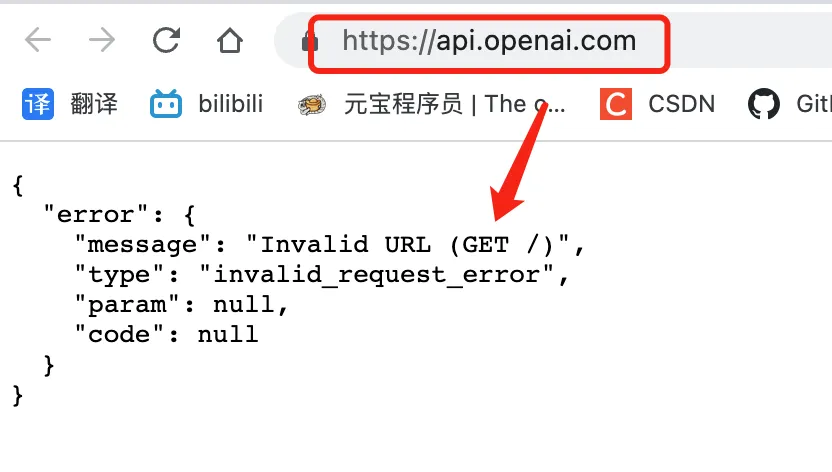 https://api.openai.com
译 翻译 bilibili 元宝程序员 | The c... C CSDN
{
  "error": {
    "message": "Invalid URL (GET /)",
    "type": "invalid_request_error",
    "param": null,
    "code": null
  }
}